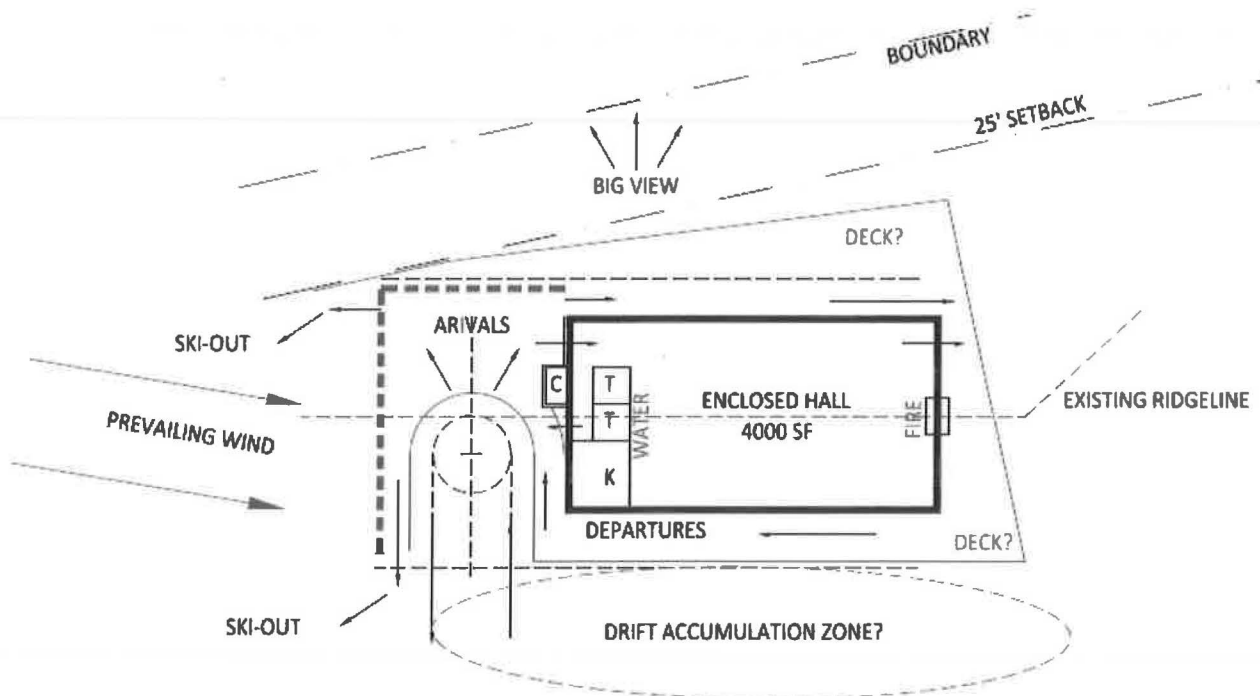 BOUNDARY
25' SETBACK
BIG VIEW
DECK?
ARIVALS
SKI-OUT
C
T
T
K
WATER
ENCLOSED HALL
4000 SF
FIRE
EXISTING RIDGELINE
PREVAILING WIND
DEPARTURES
DECK?
SKI-OUT
DRIFT ACCUMULATION ZONE?